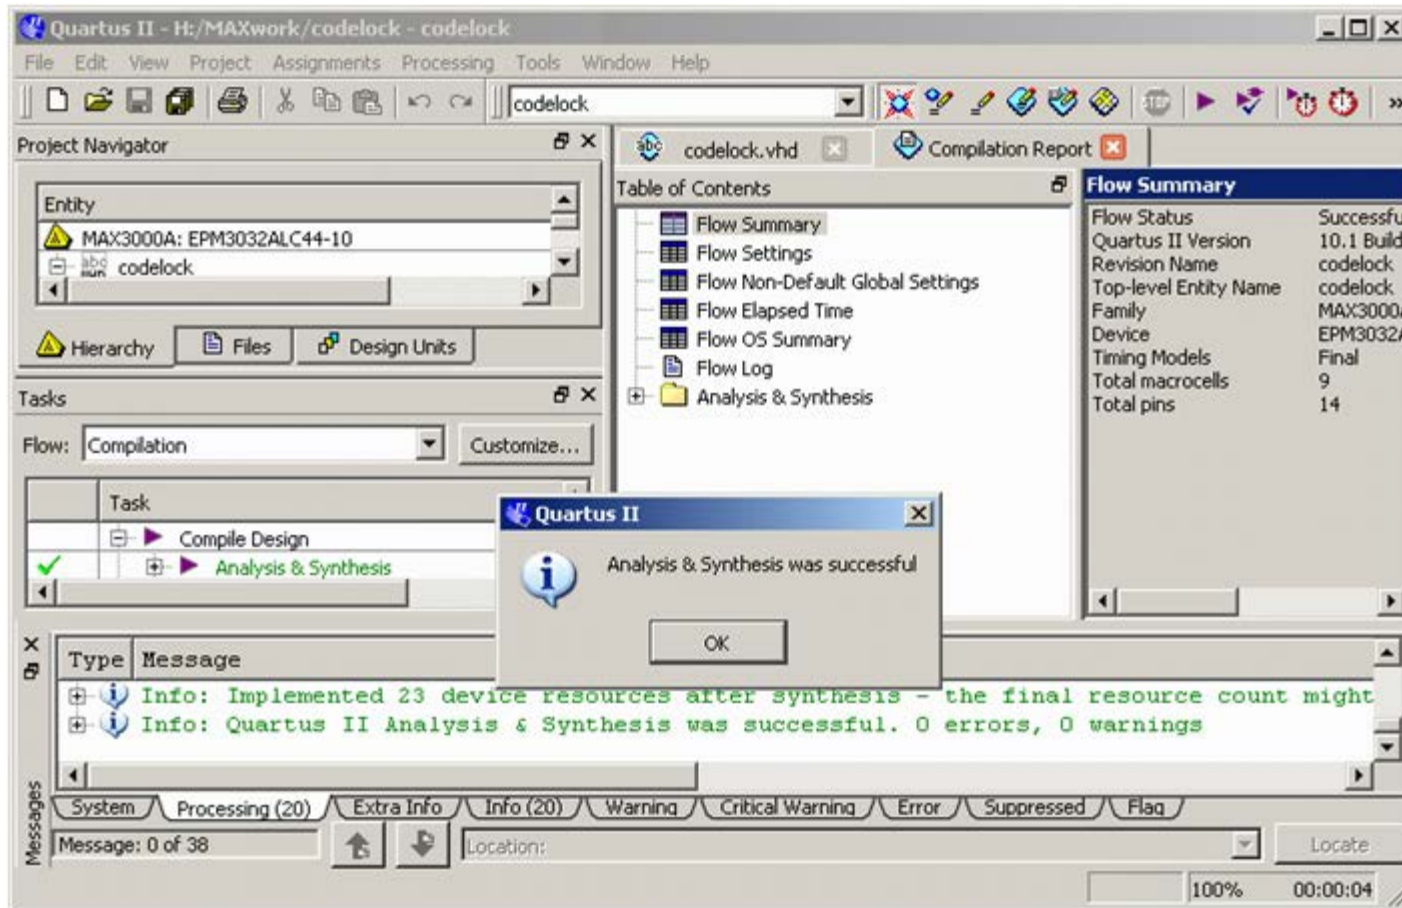 Quartus II - H:/MAXwork/codelock - codelock
File Edit View Project Assignments Processing Tools Window Help
codelock
Project Navigator
Entity
MAX3000A: EPM3032ALC44-10
codelock
Hierarchy Files Design Units
Tasks
Flow: Compilation Customize...
Task
Compile Design
Analysis & Synthesis
codelock.vhd Compilation Report
Table of Contents
Flow Summary
Flow Settings
Flow Non-Default Global Settings
Flow Elapsed Time
Flow OS Summary
Flow Log
Analysis & Synthesis
Flow Summary
Flow Status Successfu
Quartus II Version 10.1 Build
Revision Name codelock
Top-level Entity Name codelock
Family MAX3000A
Device EPM3032A
Timing Models Final
Total macrocells 9
Total pins 14
Quartus II
Analysis & Synthesis was successful
OK
Type Message
Info: Implemented 23 device resources after synthesis - the final resource count might
Info: Quartus II Analysis & Synthesis was successful. 0 errors, 0 warnings
System Processing (20) Extra Info Info (20) Warning Critical Warning Error Suppressed Flag
Messages
Message: 0 of 38 Location: Locate
100% 00:00:04